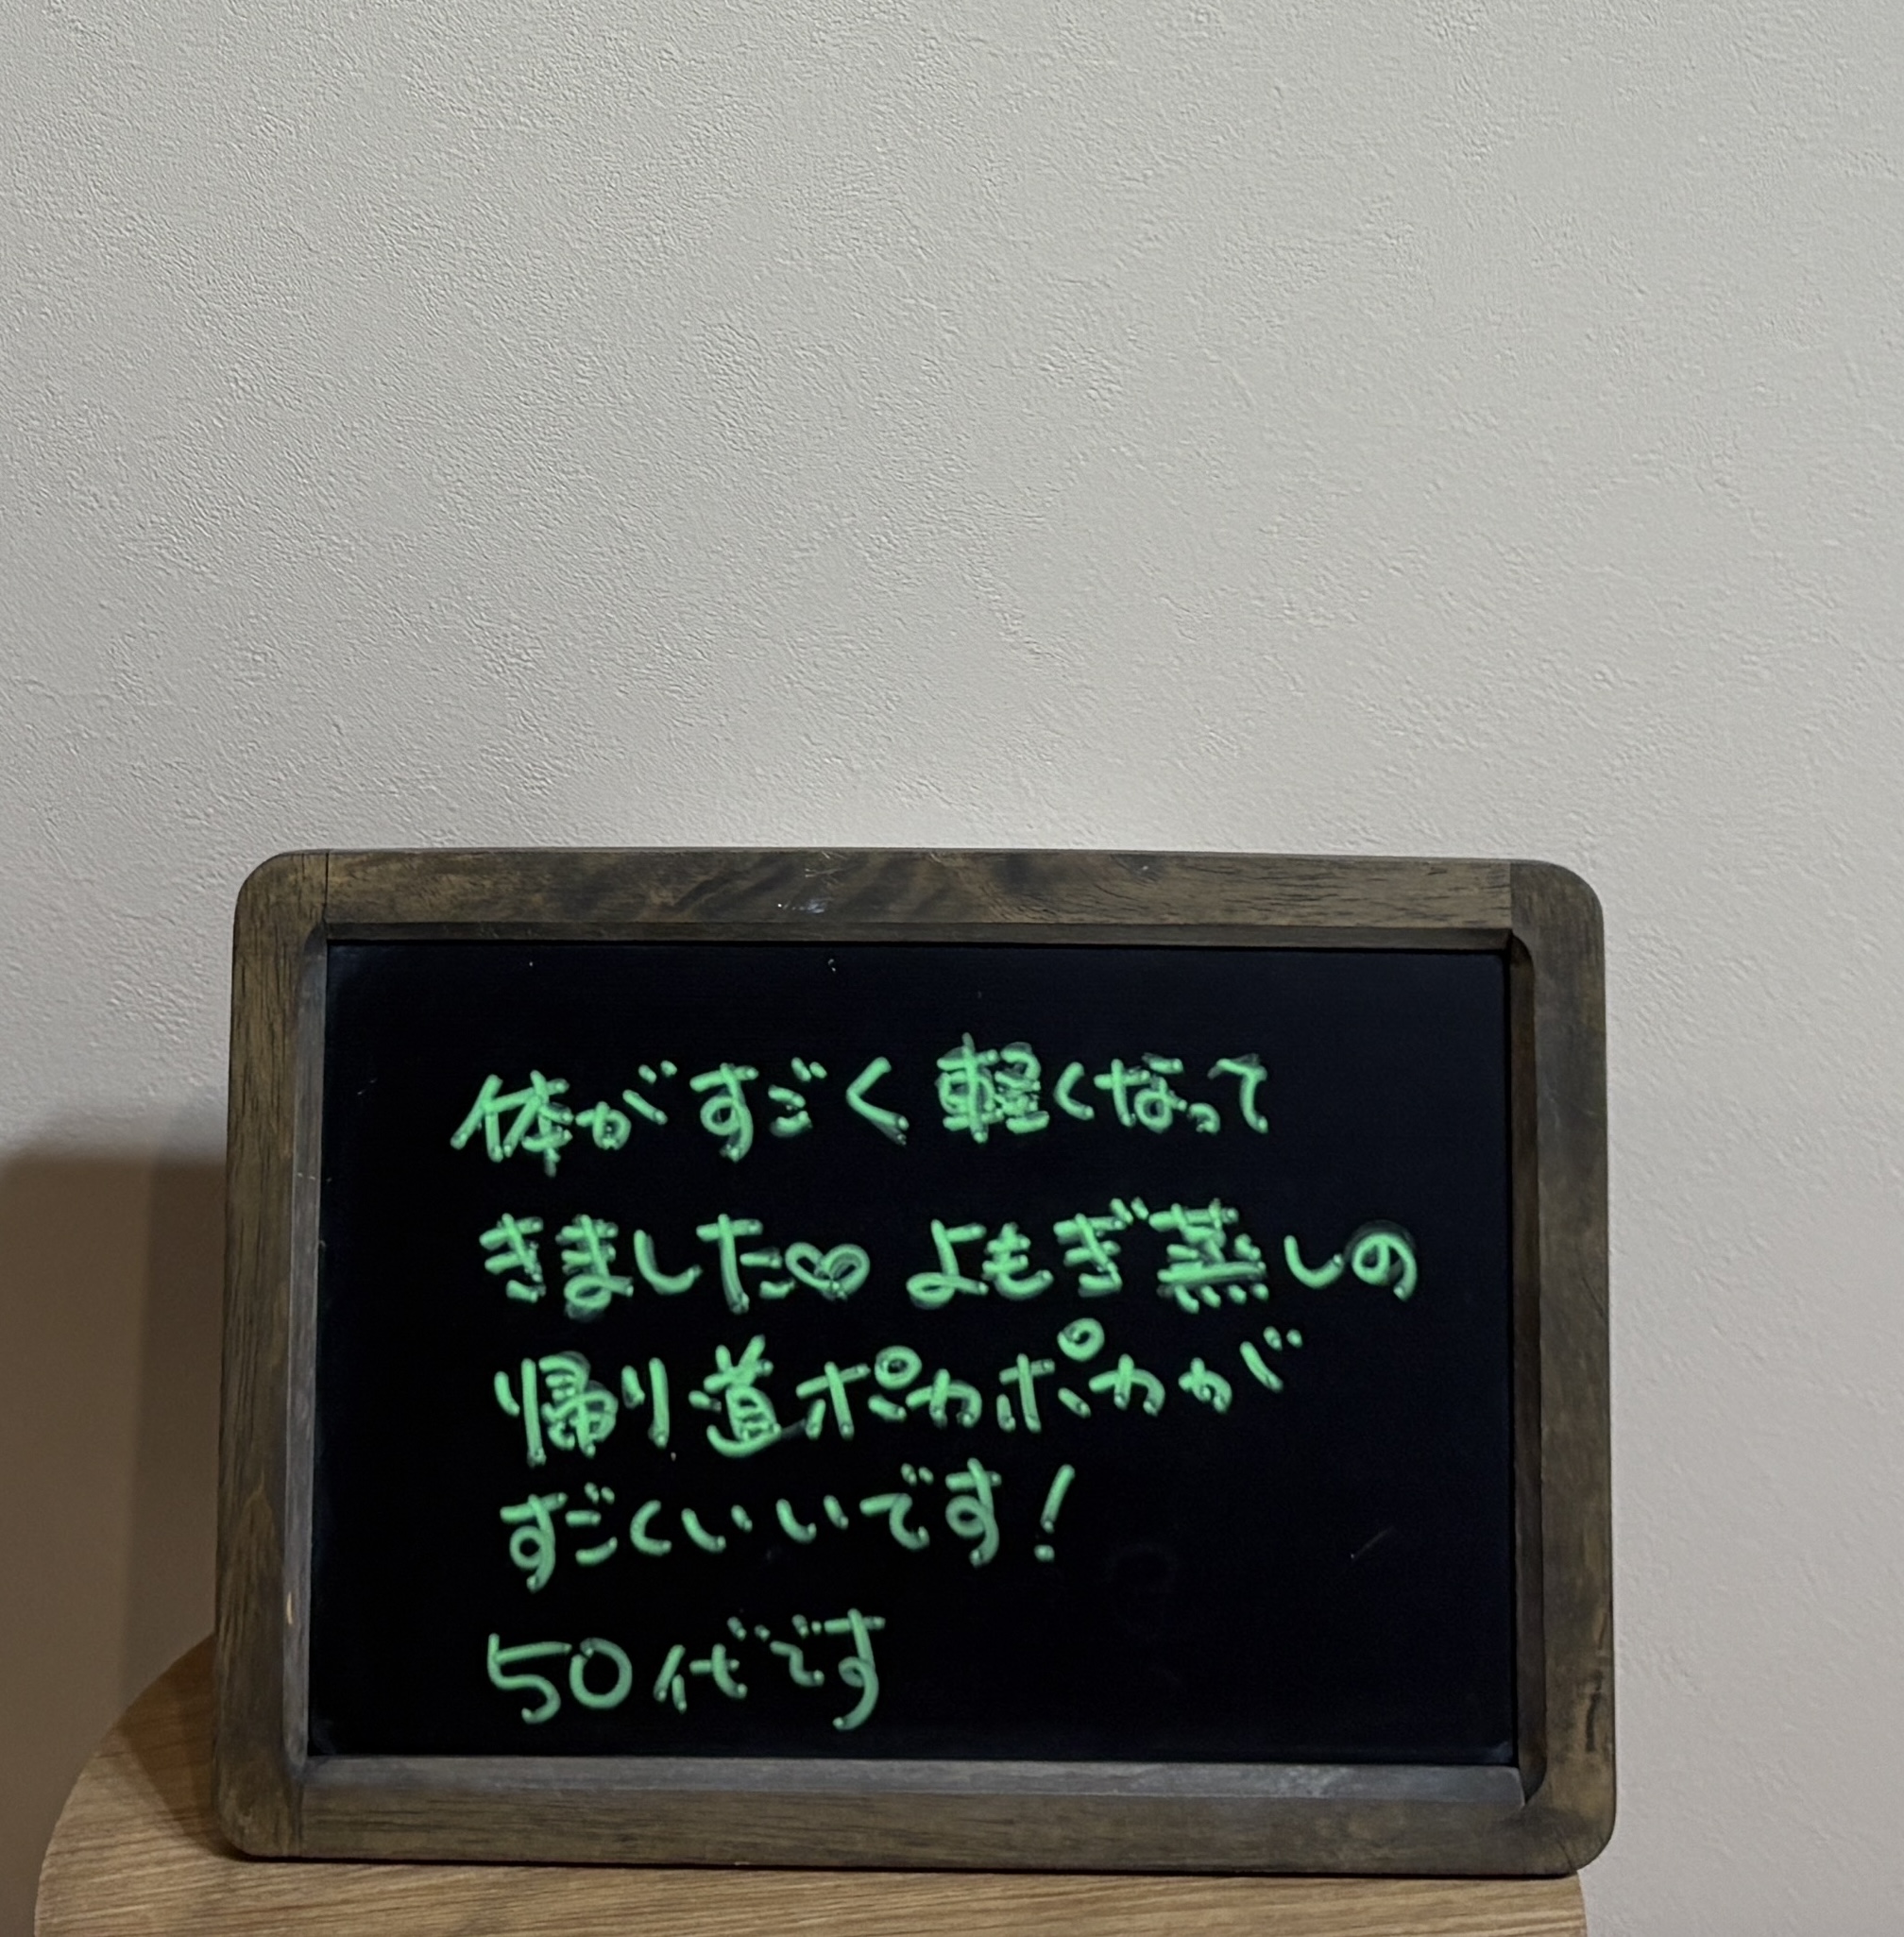 体がすごく軽くなって
きました♡ よもぎ蒸しの
帰り道ポカポカが
すごくいいです!
50代です